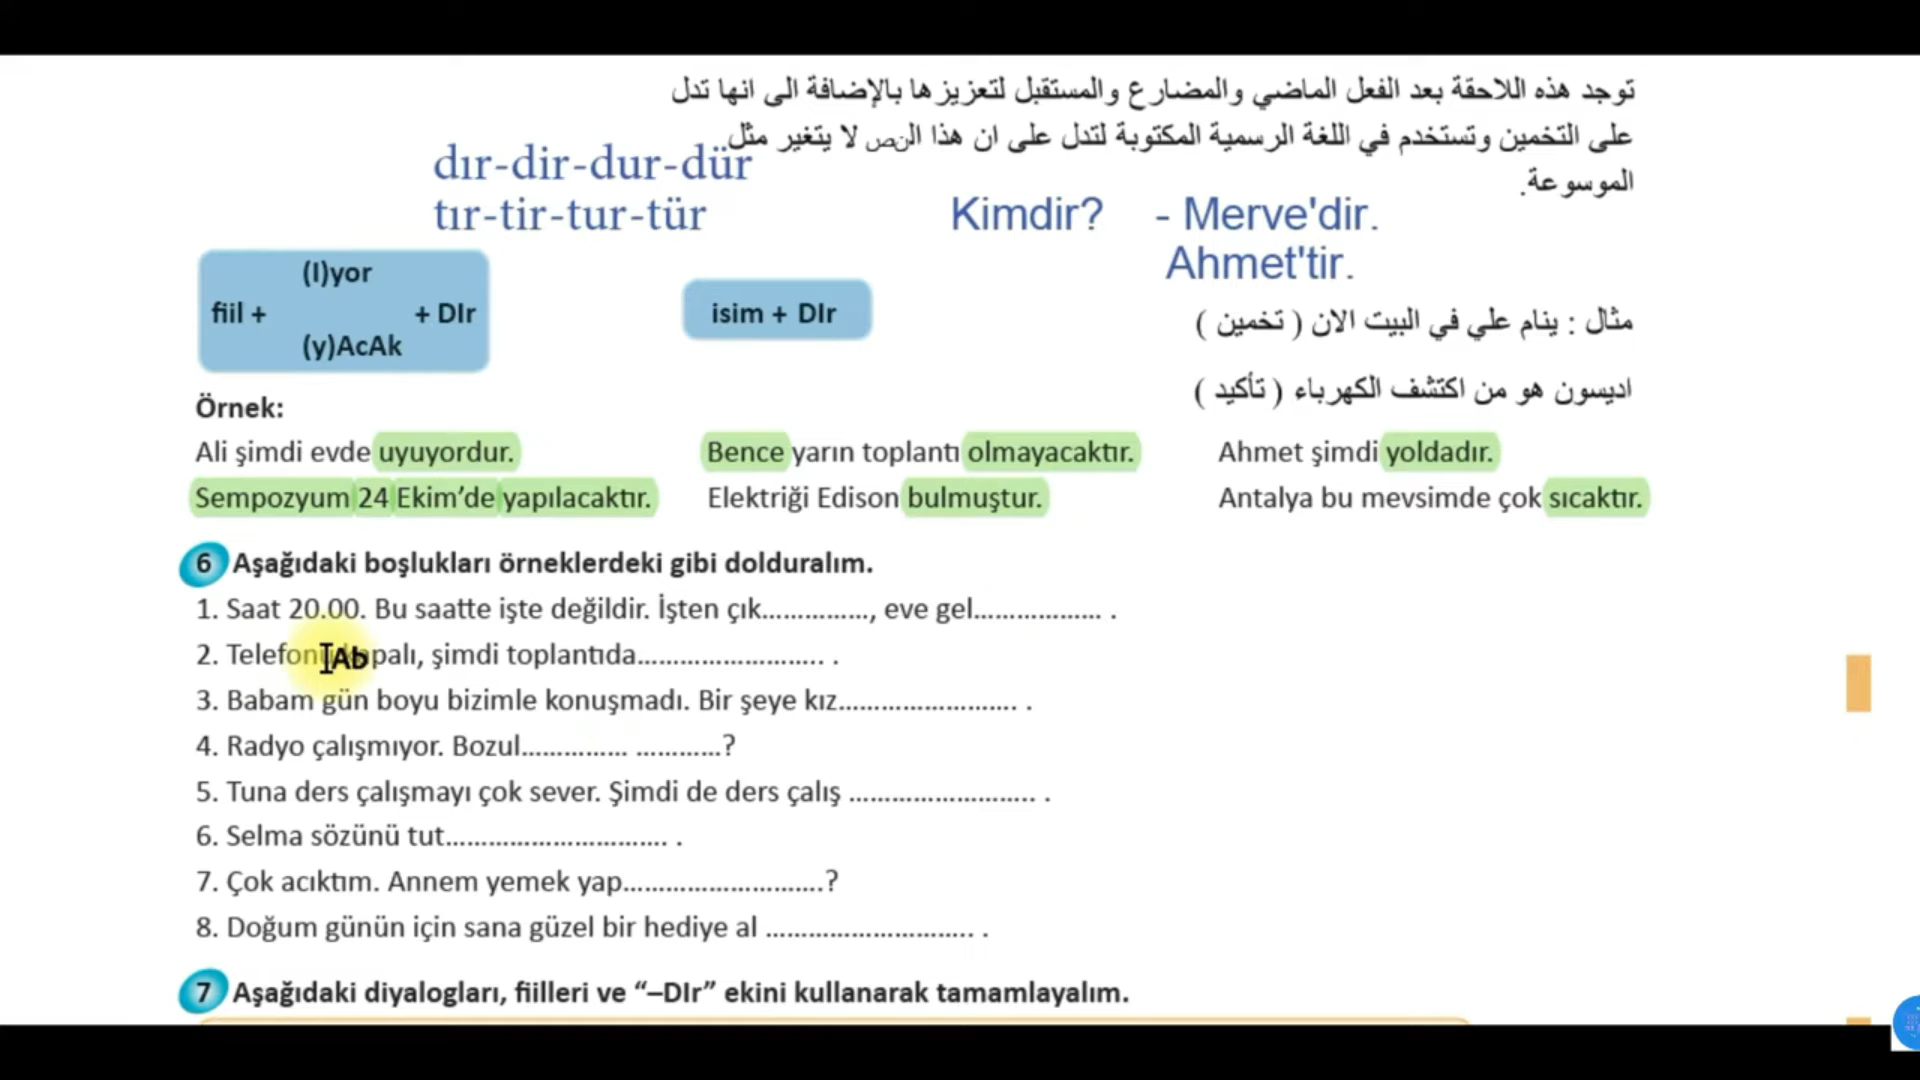 توجد هذه اللاحقة بعد الفعل الماضي والمضارع والمستقبل لتعزيزها بالإضافة الى انها تدل
على التخمين وتستخدم في اللغة الرسمية المكتوبة لتدل على ان هذا النص لا يتغير مثل
الموسوعة.
dır-dir-dur-dür
tır-tir-tur-tür
Kimdir? - Merve'dir.
Ahmet'tir.
(I)yor
fiil + + DIr
(y)AcAk
isim + DIr
مثال : ينام علي في البيت الان ( تخمين )
اديسون هو من اكتشف الكهرباء ( تأكيد )
Örnek:
Ali şimdi evde uyuyordur. Bence yarın toplantı olmayacaktır. Ahmet şimdi yoldadır.
Sempozyum 24 Ekim'de yapılacaktır. Elektriği Edison bulmuştur. Antalya bu mevsimde çok sıcaktır.
6 Aşağıdaki boşlukları örneklerdeki gibi dolduralım.
1. Saat 20.00. Bu saatte işte değildir. İşten çık..............., eve gel.................. .
2. şimdi toplantıda.......................... .
3. Babam gün boyu bizimle konuşmadı. Bir şeye kız......................... .
4. Radyo çalışmıyor. Bozul............... ............?
5. Tuna ders çalışmayı çok sever. Şimdi de ders çalış .......................... .
6. Selma sözünü tut............................... .
7. Çok acıktım. Annem yemek yap............................?
8. Doğum günün için sana güzel bir hediye al ............................. .
7 Aşağıdaki diyalogları, fiilleri ve “–DIr” ekini kullanarak tamamlayalım.